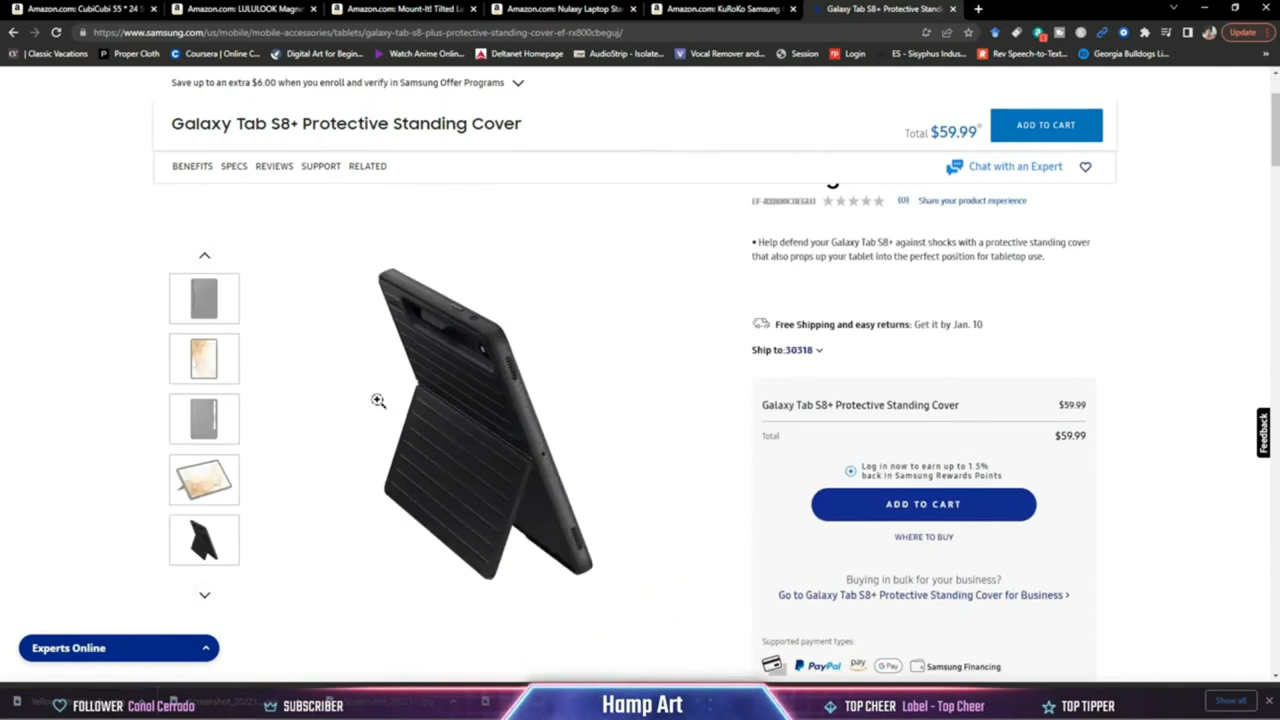 Amazon.com: CubiCubi 55 * 24 S
Amazon.com: LULULOOK Magne
Amazon.com: Mount-It! Tilted La
Amazon.com: Nulaxy Laptop Sta
Amazon.com: KuRoKo Samsung
Galaxy Tab S8+ Protective Standi
https://www.samsung.com/us/mobile/mobile-accessories/tablets/galaxy-tab-s8-plus-protective-standing-cover-ef-rx800cbeguj/
Update
| Classic Vacations
Proper Cloth
Coursera | Online C...
Digital Art for Begin...
Watch Anime Onlin...
Deltanet Homepage
AudioStrip - Isolate...
Vocal Remover and...
Session
Login
ES - Sisyphus Indus...
Rev Speech-to-Text...
Georgia Bulldogs Li...
Save up to an extra $6.00 when you enroll and verify in Samsung Offer Programs
Galaxy Tab S8+ Protective Standing Cover
Total $59.99
ADD TO CART
BENEFITS SPECS REVIEWS SUPPORT RELATED
Chat with an Expert
EF-RX800CBEGUJ
(0) Share your product experience
• Help defend your Galaxy Tab S8+ against shocks with a protective standing cover
that also props up your tablet into the perfect position for tabletop use.
Free Shipping and easy returns: Get it by Jan. 10
Ship to:30318
Galaxy Tab S8+ Protective Standing Cover $59.99
Total $59.99
Log in now to earn up to 1.5%
back in Samsung Rewards Points
ADD TO CART
WHERE TO BUY
Buying in bulk for your business?
Go to Galaxy Tab S8+ Protective Standing Cover for Business >
Supported payment types:
PayPal pay G Pay Samsung Financing
Feedback
Experts Online
FOLLOWER Cañol Cerrado
SUBSCRIBER
Hamp Art
TOP CHEER Label - Top Cheer
TOP TIPPER
Show all